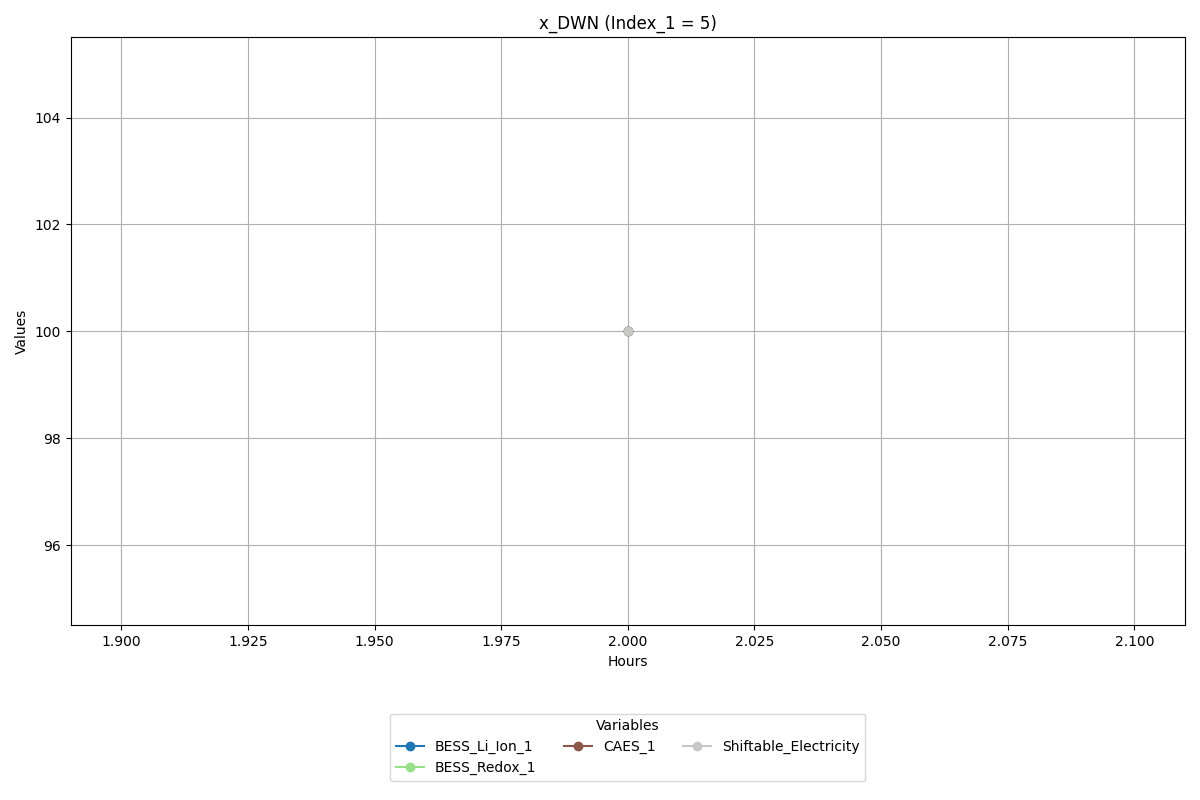 x_DWN (Index_1 = 5)
Values
104
102
100
98
96
1.900 1.925 1.950 1.975 2.000 2.025 2.050 2.075 2.100
Hours
Variables
BESS_Li_Ion_1 CAES_1 Shiftable_Electricity
BESS_Redox_1